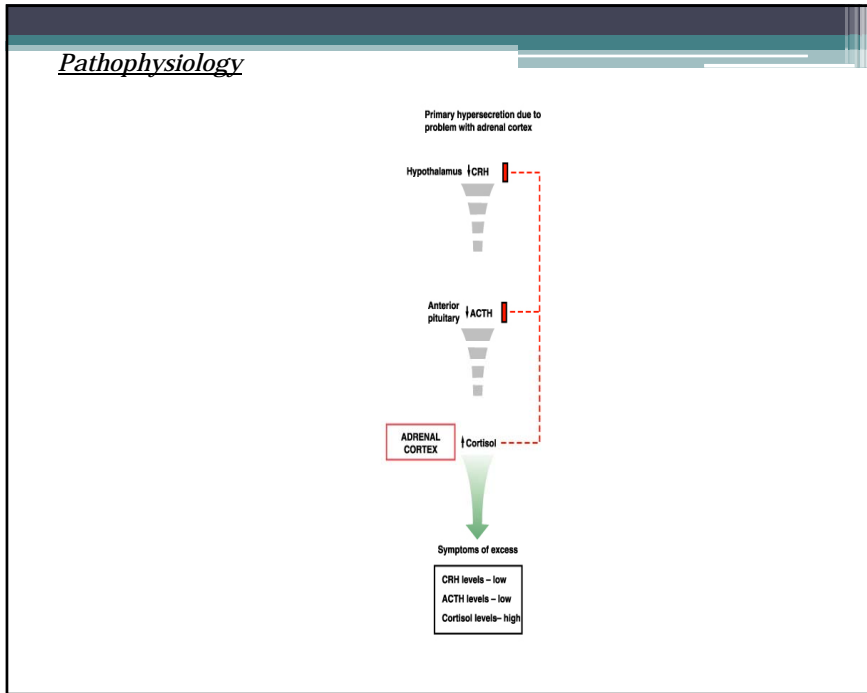 Pathophysiology
Primary hypersecretion due to
problem with adrenal cortex
Hypothalamus ↓CRH
Anterior
pituitary ↓ACTH
ADRENAL
CORTEX ↑Cortisol
Symptoms of excess
CRH levels – low
ACTH levels – low
Cortisol levels– high